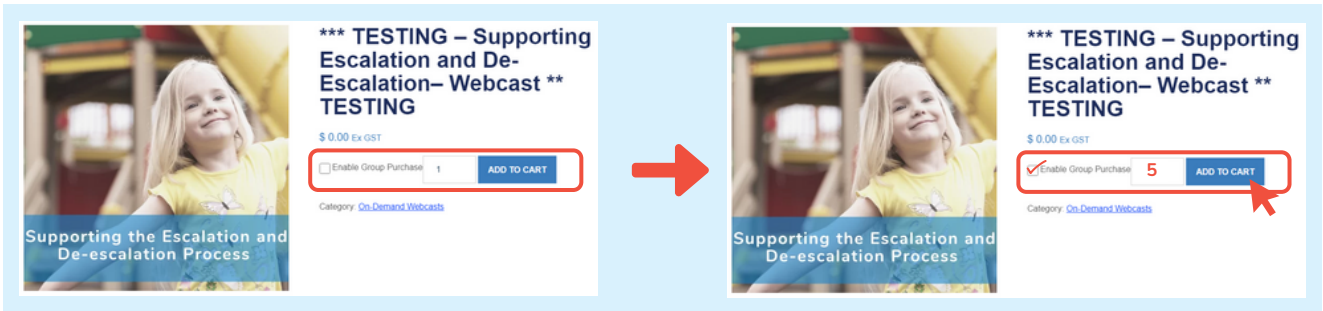 *** TESTING – Supporting
Escalation and De-
Escalation– Webcast **
TESTING
$ 0.00 Ex GST
Enable Group Purchase 1 ADD TO CART
Category: On-Demand Webcasts
Supporting the Escalation and
De-escalation Process
*** TESTING – Supporting
Escalation and De-
Escalation– Webcast **
TESTING
$ 0.00 Ex GST
Enable Group Purchase 5 ADD TO CART
Category: On-Demand Webcasts
Supporting the Escalation and
De-escalation Process